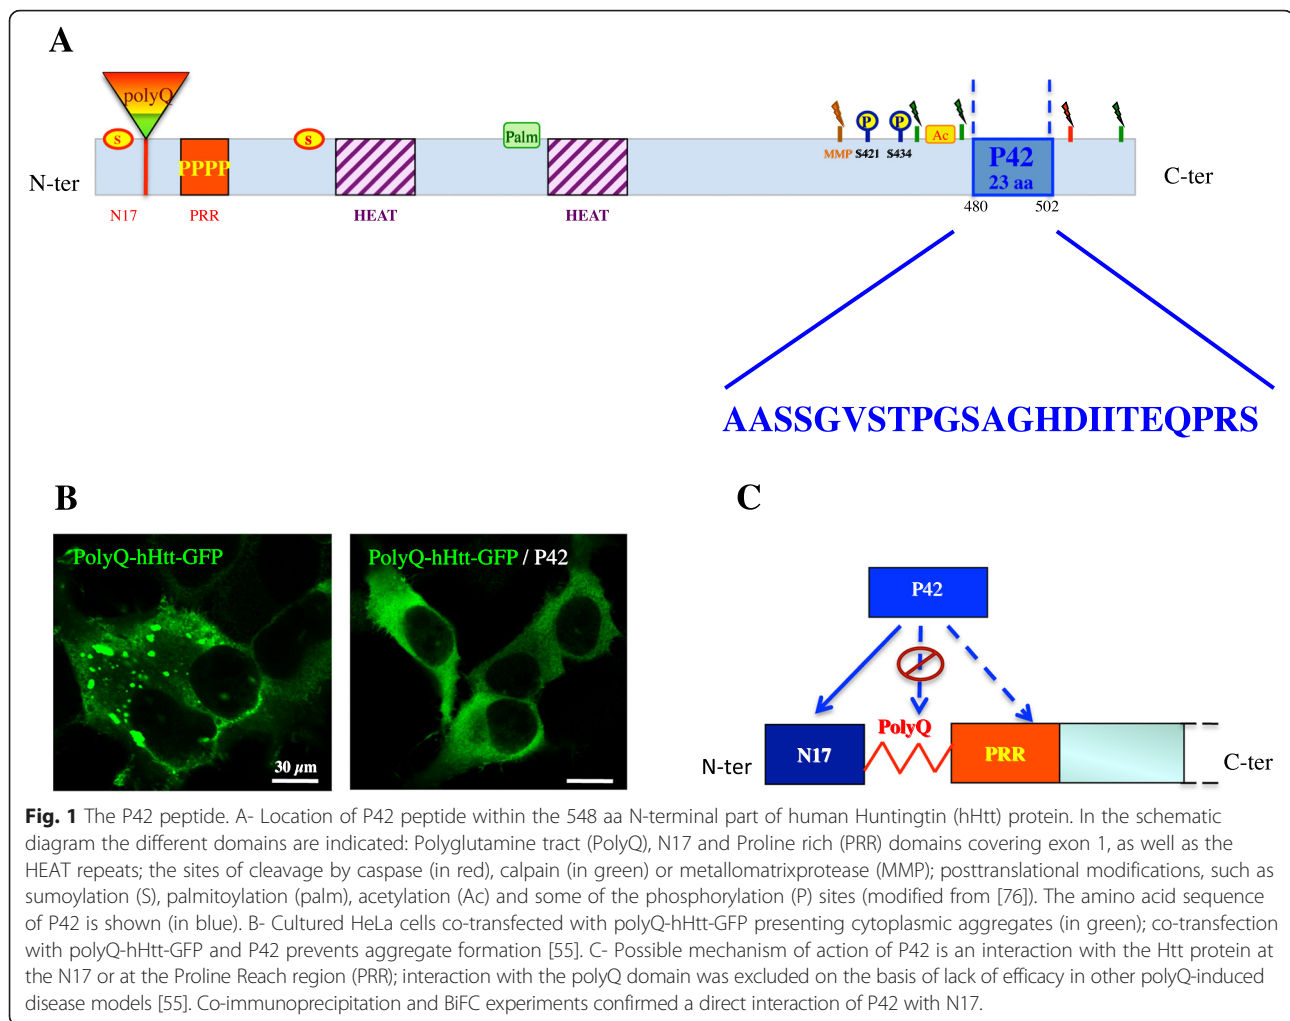 A
polyQ
S
S
Palm
P
P
Ac
PPPP
MMP
S421
S434
P42
23 aa
N-ter
C-ter
N17
PRR
HEAT
HEAT
480
502
AASSGVSTPGSAGHDIITEQPRS
B
PolyQ-hHtt-GFP
PolyQ-hHtt-GFP / P42
30 µm
C
P42
PolyQ
N17
PRR
N-ter
C-ter
Fig. 1 The P42 peptide. A- Location of P42 peptide within the 548 aa N-terminal part of human Huntingtin (hHtt) protein. In the schematic
diagram the different domains are indicated: Polyglutamine tract (PolyQ), N17 and Proline rich (PRR) domains covering exon 1, as well as the
HEAT repeats; the sites of cleavage by caspase (in red), calpain (in green) or metallomatrixprotease (MMP); posttranslational modifications, such as
sumoylation (S), palmitoylation (palm), acetylation (Ac) and some of the phosphorylation (P) sites (modified from [76]). The amino acid sequence
of P42 is shown (in blue). B- Cultured HeLa cells co-transfected with polyQ-hHtt-GFP presenting cytoplasmic aggregates (in green); co-transfection
with polyQ-hHtt-GFP and P42 prevents aggregate formation [55]. C- Possible mechanism of action of P42 is an interaction with the Htt protein at
the N17 or at the Proline Reach region (PRR); interaction with the polyQ domain was excluded on the basis of lack of efficacy in other polyQ-induced
disease models [55]. Co-immunoprecipitation and BiFC experiments confirmed a direct interaction of P42 with N17.